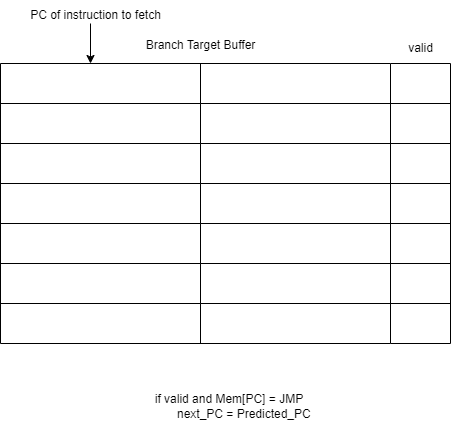 PC of instruction to fetch
Branch Target Buffer
valid
if valid and Mem[PC] = JMP
next_PC = Predicted_PC